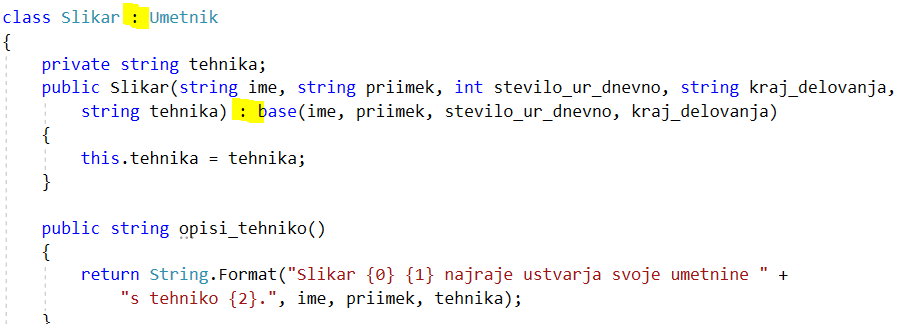 class Slikar : Umetnik
{
private string tehnika;
public Slikar(string ime, string priimek, int stevilo_ur_dnevno, string kraj_delovanja,
string tehnika) : base(ime, priimek, stevilo_ur_dnevno, kraj_delovanja)
{
this.tehnika = tehnika;
}
public string opisi_tehniko()
{
return String.Format("Slikar {0} {1} najraje ustvarja svoje umetnine " +
"s tehniko {2}.", ime, priimek, tehnika);
}